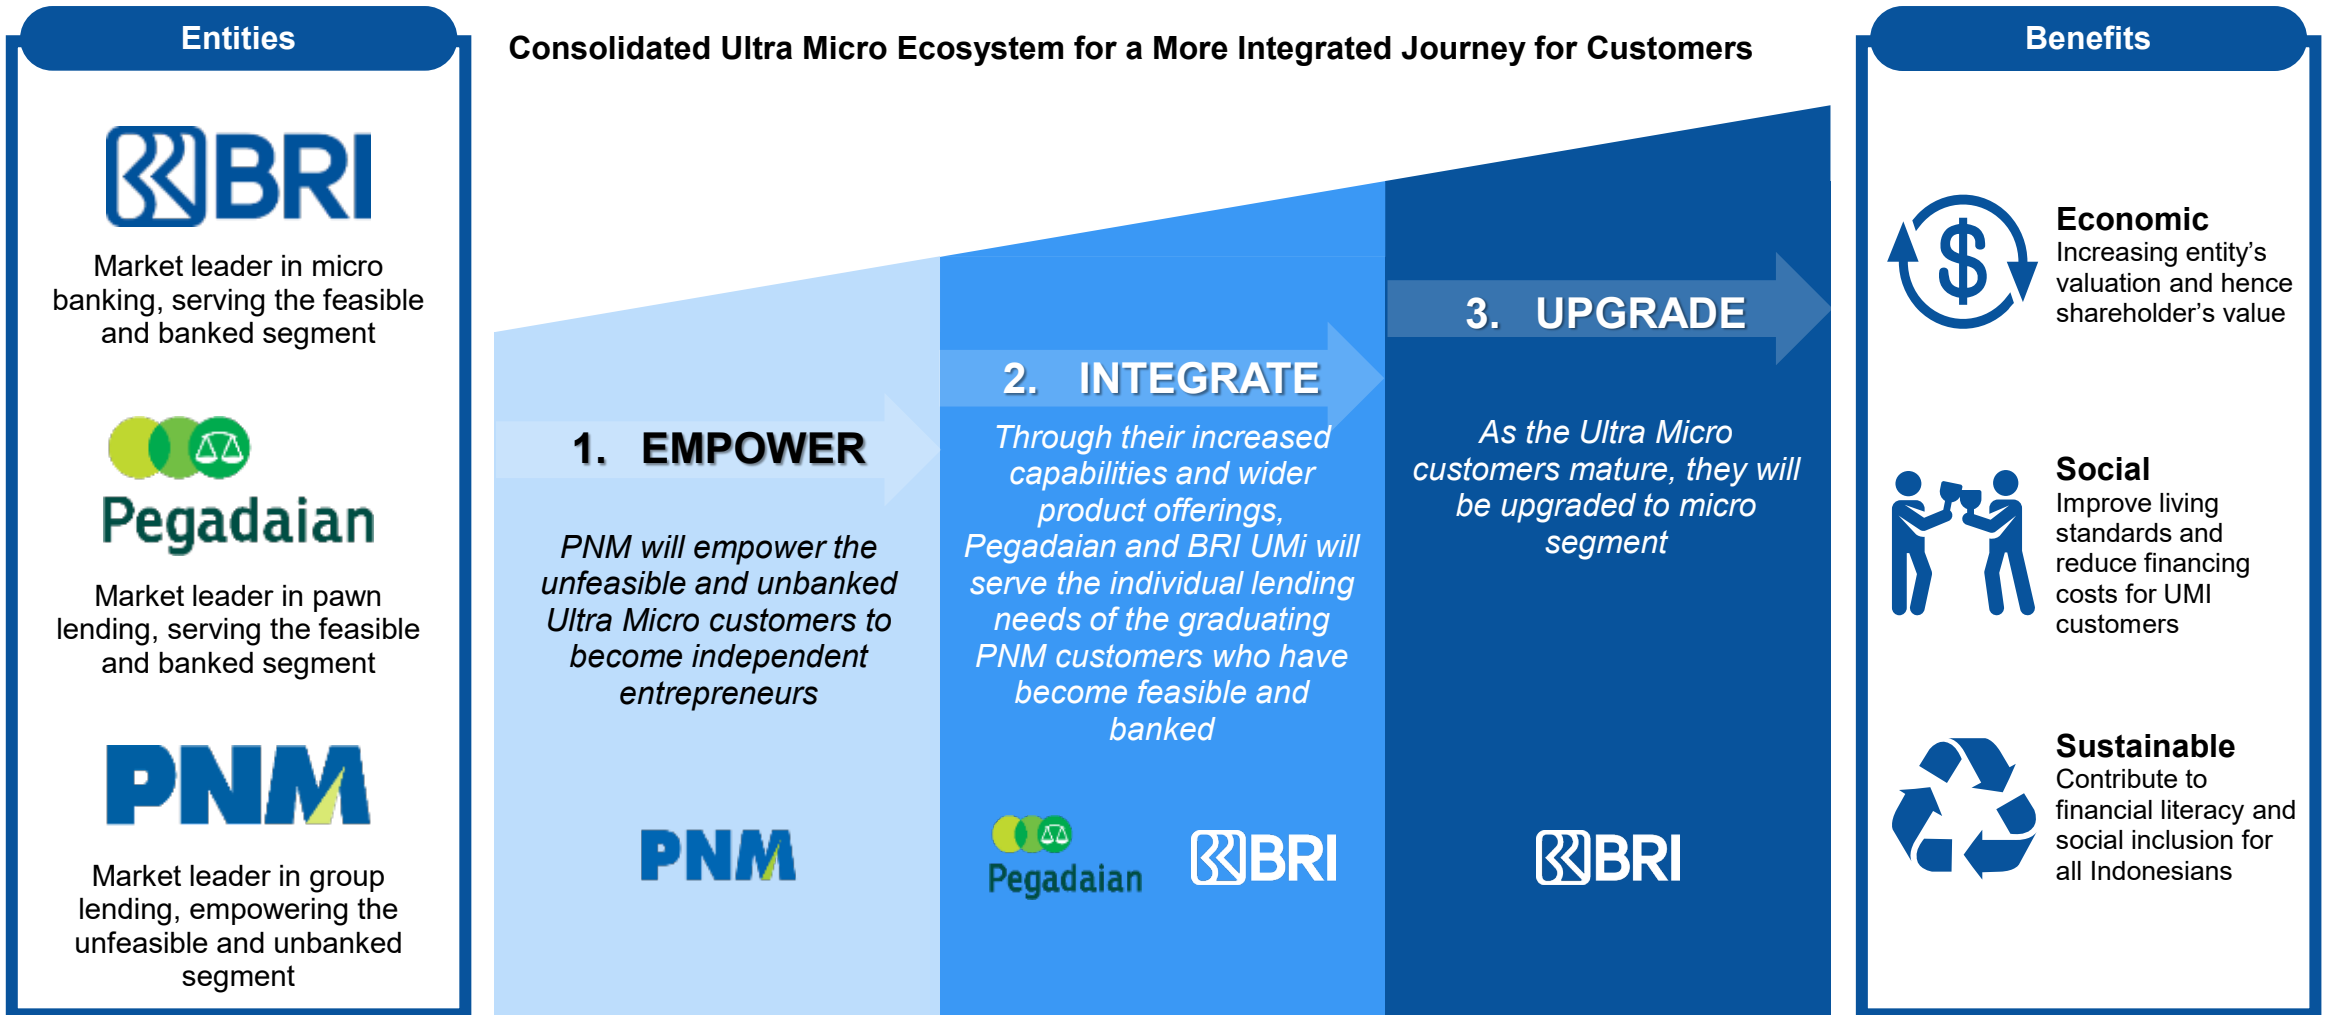 Entities
BRI
Market leader in micro
banking, serving the feasible
and banked segment
Pegadaian
Market leader in pawn
lending, serving the feasible
and banked segment
PNM
Market leader in group
lending, empowering the
unfeasible and unbanked
segment
Consolidated Ultra Micro Ecosystem for a More Integrated Journey for Customers
1. EMPOWER
PNM will empower the
unfeasible and unbanked
Ultra Micro customers to
become independent
entrepreneurs
PNM
2. INTEGRATE
Through their increased
capabilities and wider
product offerings,
Pegadaian and BRI UMi will
serve the individual lending
needs of the graduating
PNM customers who have
become feasible and
banked
Pegadaian
BRI
3. UPGRADE
As the Ultra Micro
customers mature, they will
be upgraded to micro
segment
BRI
Benefits
Economic
Increasing entity’s
valuation and hence
shareholder’s value
Social
Improve living
standards and
reduce financing
costs for UMI
customers
Sustainable
Contribute to
financial literacy and
social inclusion for
all Indonesians